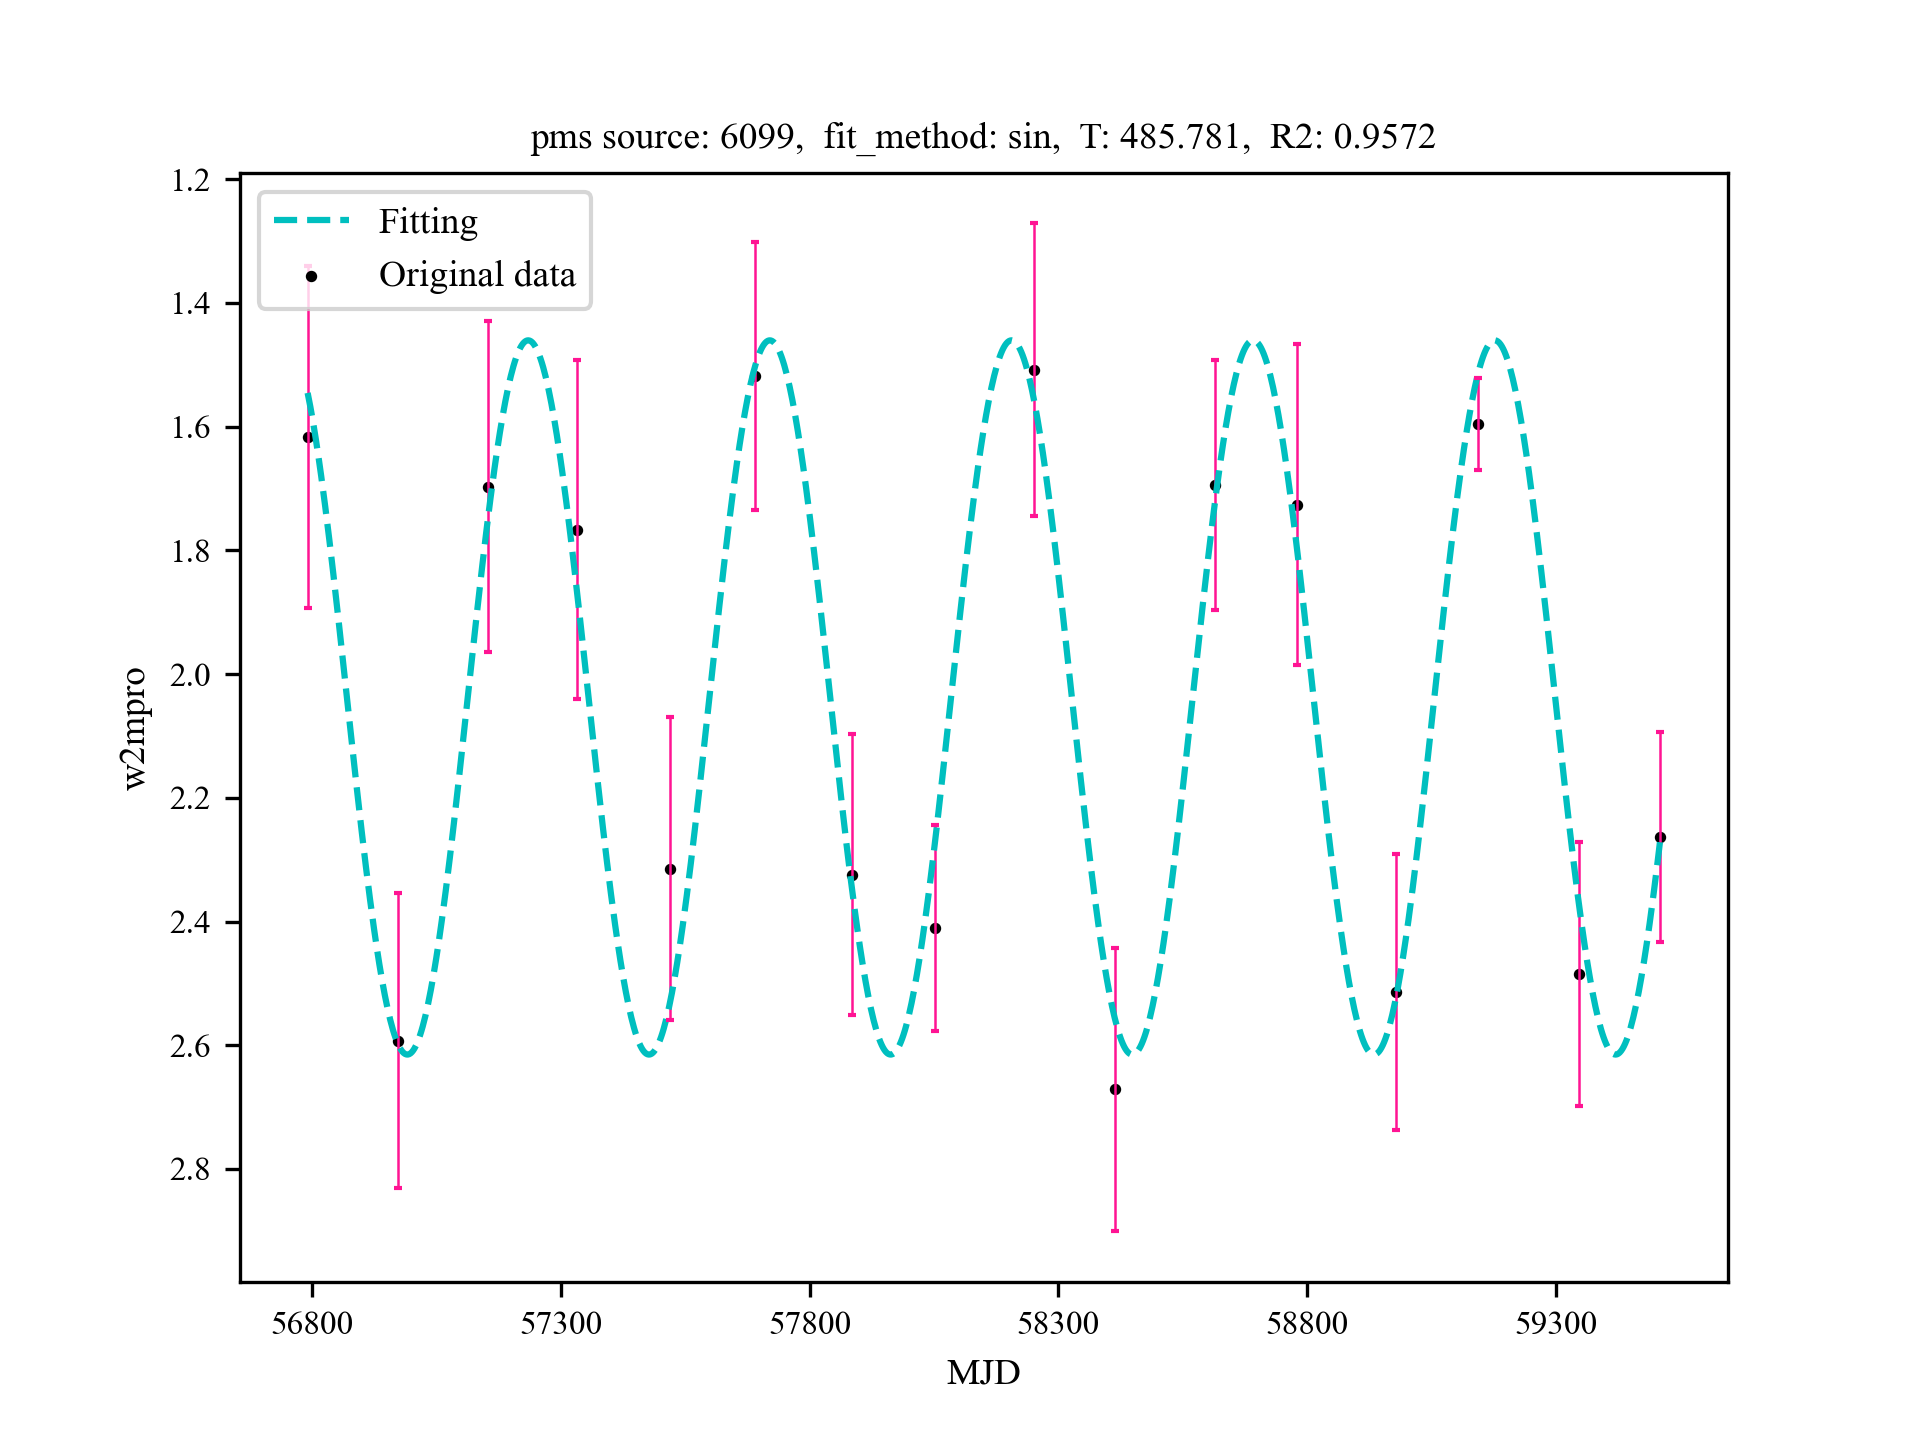 pms source: 6099, fit_method: sin, T: 485.781, R2: 0.9572
Fitting
Original data
1.2
1.4
1.6
1.8
2.0
2.2
2.4
2.6
2.8
w2mpro
56800 57300 57800 58300 58800 59300
MJD